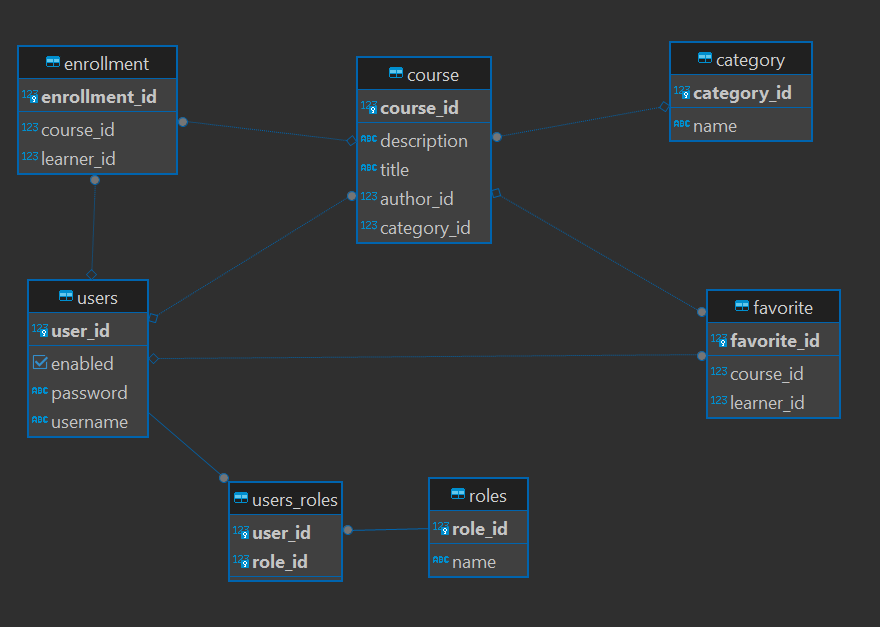 enrollment
123 enrollment_id
123 course_id
123 learner_id
course
123 course_id
ABC description
ABC title
123 author_id
123 category_id
category
123 category_id
ABC name
users
123 user_id
enabled
ABC password
ABC username
favorite
123 favorite_id
123 course_id
123 learner_id
users_roles
123 user_id
123 role_id
roles
123 role_id
ABC name